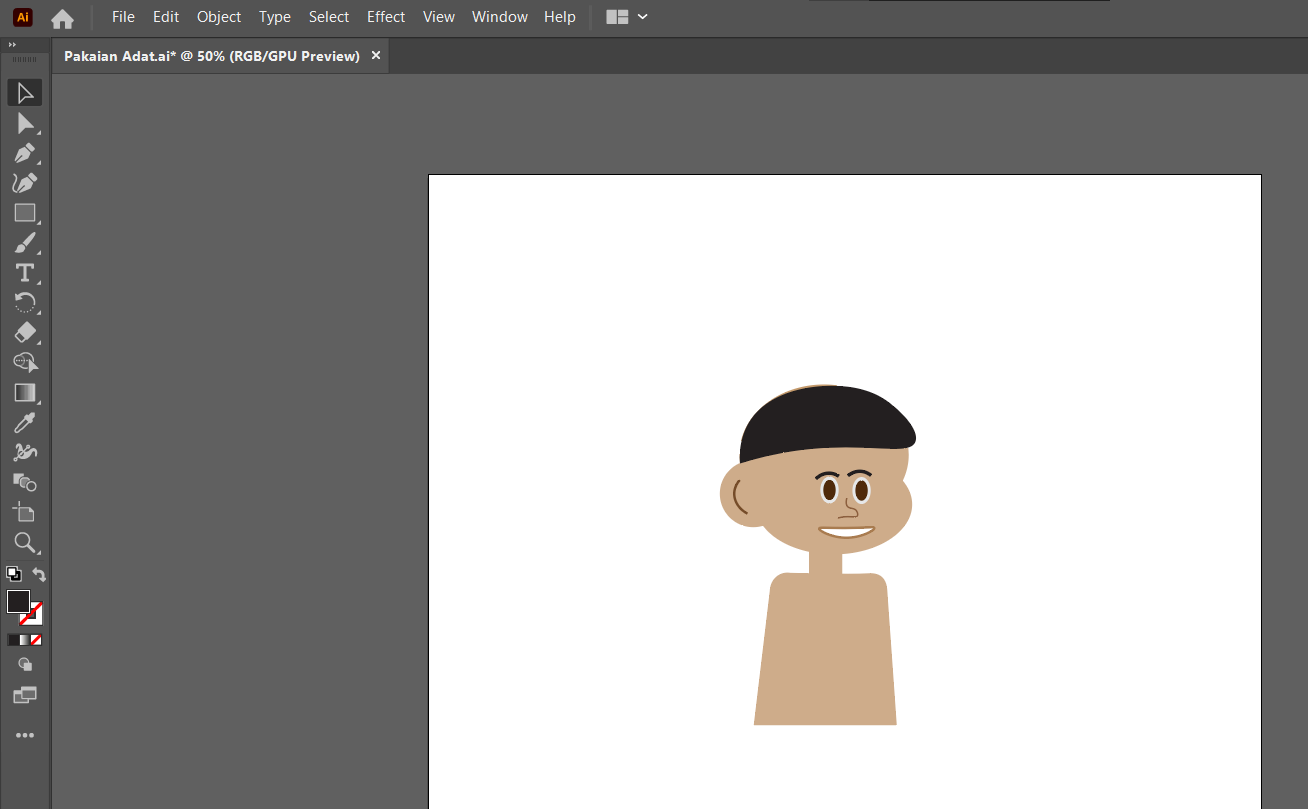 Ai File Edit Object Type Select Effect View Window Help
Pakaian Adat.ai* @ 50% (RGB/GPU Preview) ×